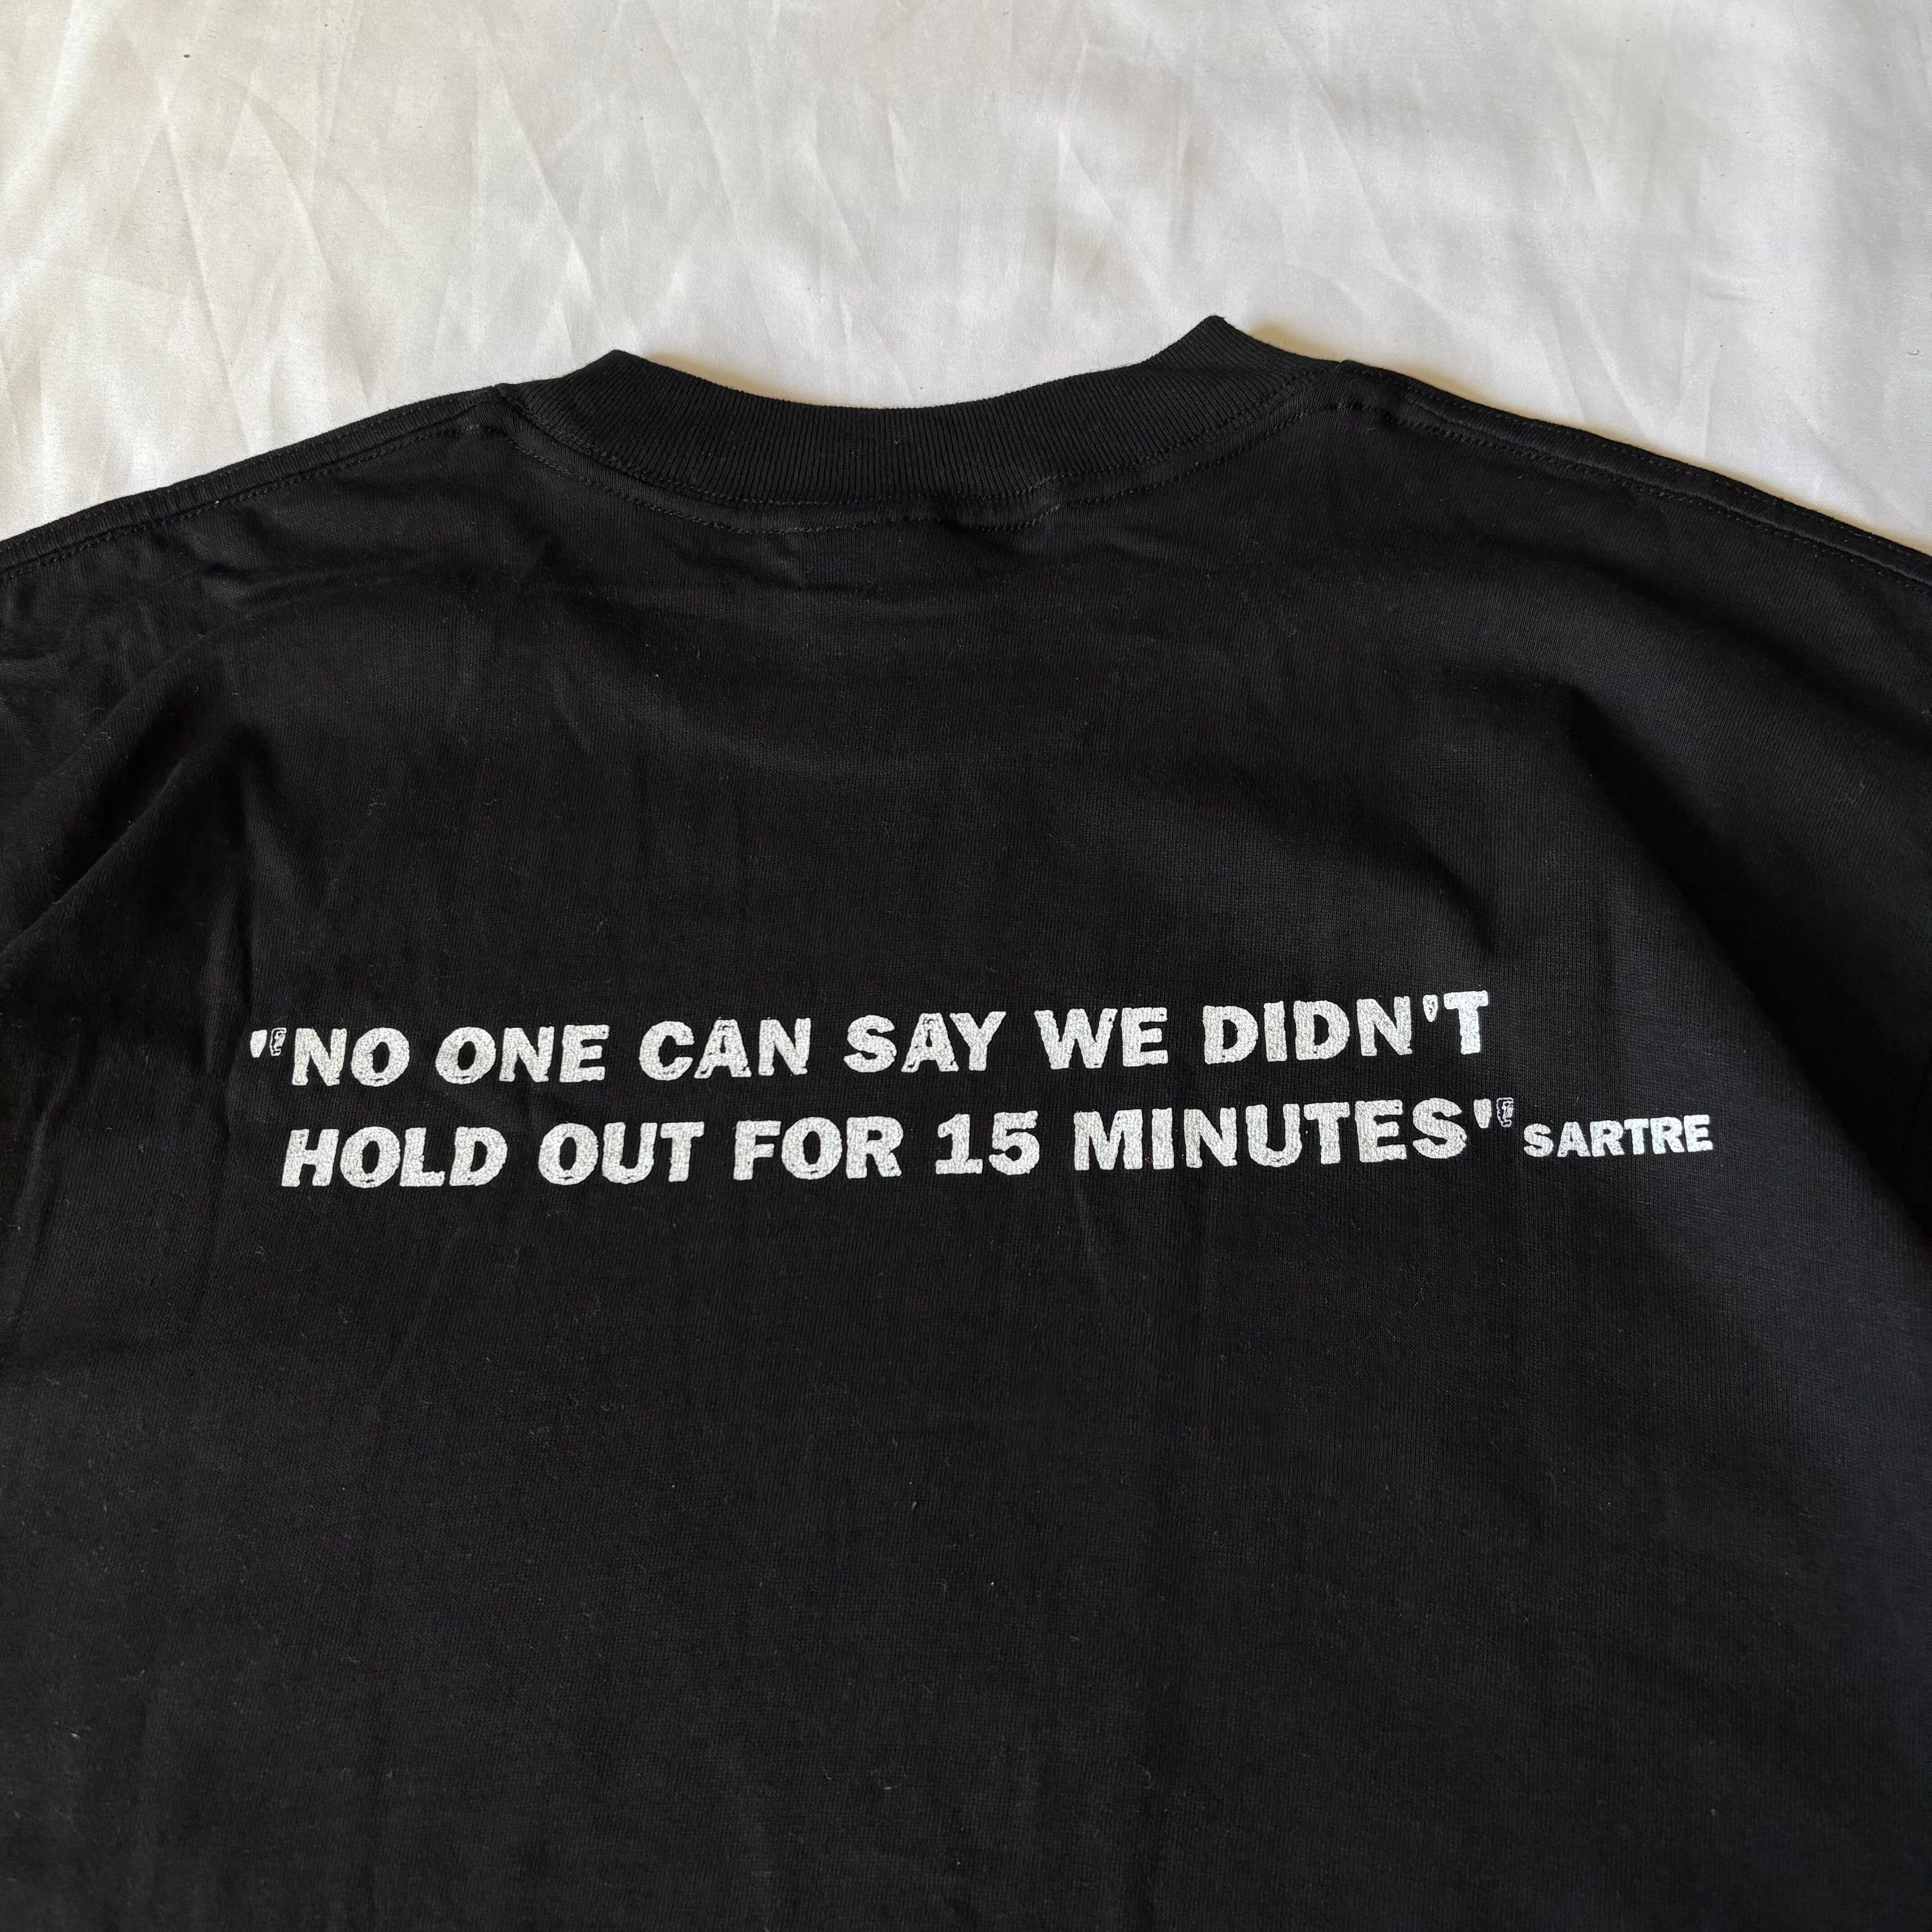 "NO ONE CAN SAY WE DIDN'T
HOLD OUT FOR 15 MINUTES" SARTRE